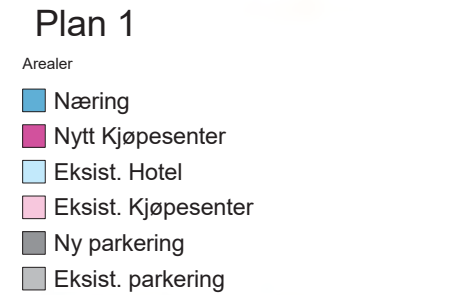 Plan 1
Arealer
Næring
Nytt Kjøpesenter
Eksist. Hotel
Eksist. Kjøpesenter
Ny parkering
Eksist. parkering